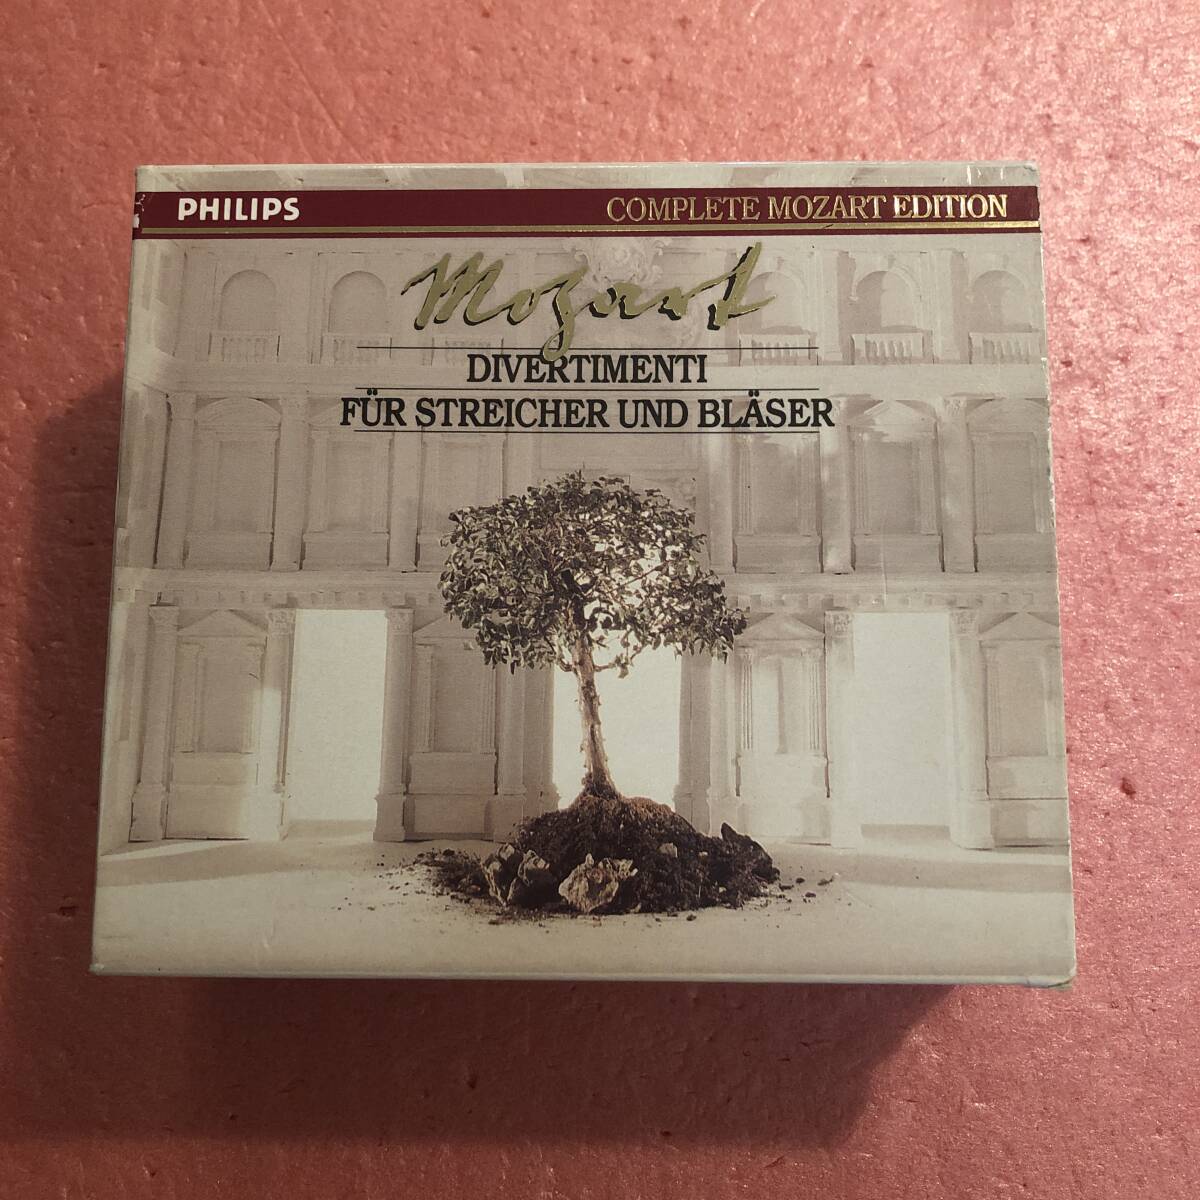 PHILIPS COMPLETE MOZART EDITION
Mozart
DIVERTIMENTI
FÜR STREICHER UND BLÄSER